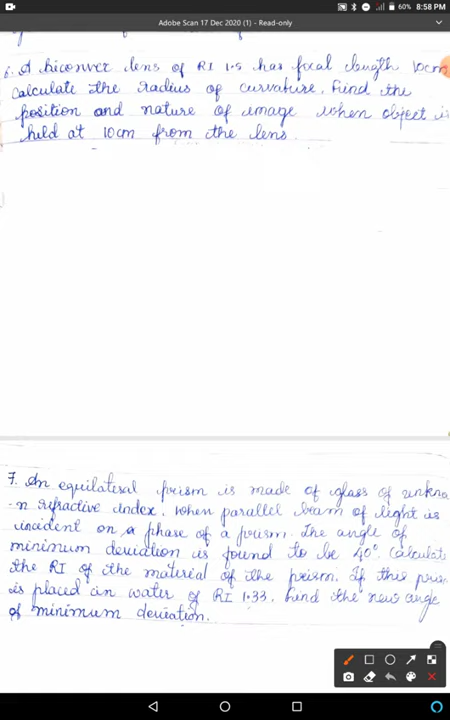 60% 8:58 PM
Adobe Scan 17 Dec 2020 (1) - Read-only
6. A biconvex lens of RI 1.5 has focal length 10cm
Calculate the radius of curvature. Find the
position and nature of image when object is
held at 10cm from the lens.
7. An equilateral prism is made of glass of unkno
-n refractive index. When parallel beam of light is
incident on a phase of a prism. The angle of
minimum deviation is found to be 40°. Calculate
the RI of the material of the prism. If this pris
is placed in water of RI 1.33. Find the new angle
of minimum deviation.